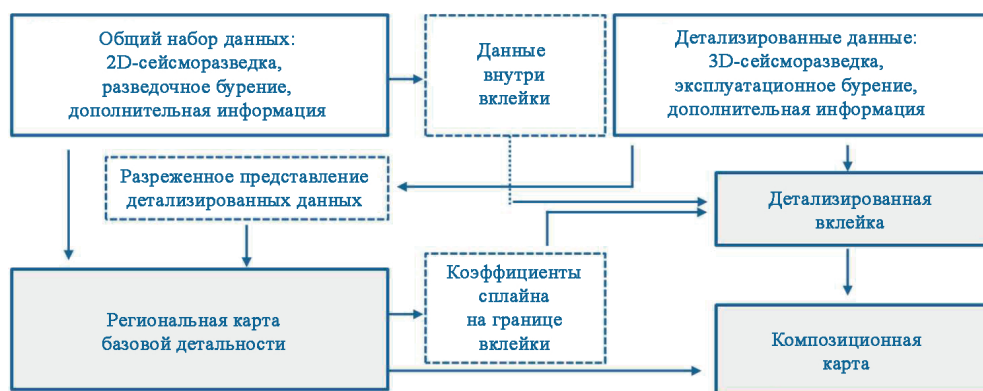 Общий набор данных:
2D-сейсморазведка,
разведочное бурение,
дополнительная информация
Данные
внутри
вклейки
Детализированные данные:
3D-сейсморазведка,
эксплуатационное бурение,
дополнительная информация
Разреженное представление
детализированных данных
Детализированная
вклейка
Региональная карта
базовой детальности
Коэффициенты
сплайна
на границе
вклейки
Композиционная
карта